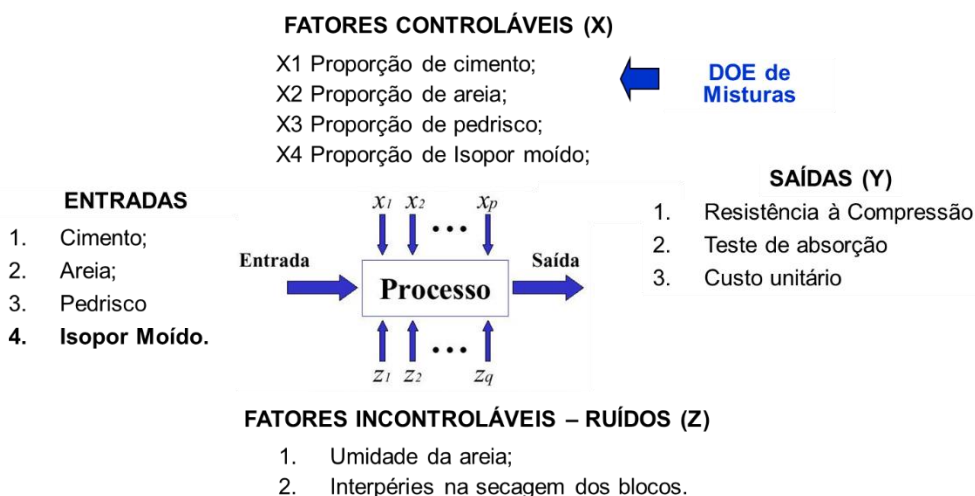 FATORES CONTROLÁVEIS (X)
X1 Proporção de cimento;
X2 Proporção de areia;
X3 Proporção de pedrisco;
X4 Proporção de Isopor moído;
DOE de
Misturas
ENTRADAS
1. Cimento;
2. Areia;
3. Pedrisco
4. Isopor Moído.
x1 x2 ••• xp
Entrada
Processo
Saída
z1 z2 ••• zq
SAÍDAS (Y)
1. Resistência à Compressão
2. Teste de absorção
3. Custo unitário
FATORES INCONTROLÁVEIS – RUÍDOS (Z)
1. Umidade da areia;
2. Interpéries na secagem dos blocos.